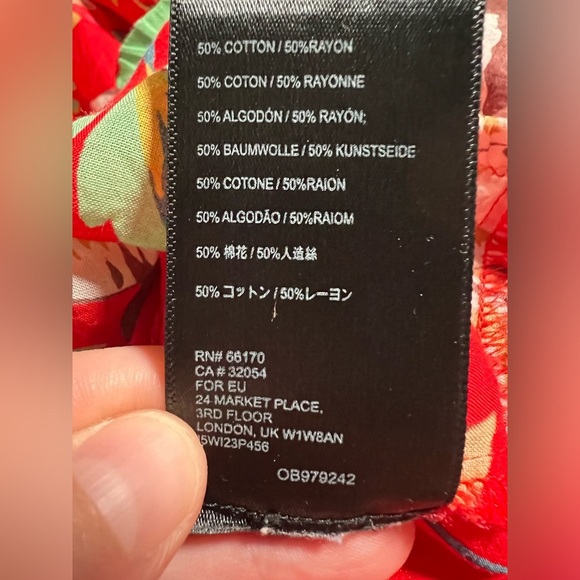 50% COTTON / 50%RAYON
50% COTON / 50% RAYONNE
50% ALGODÓN / 50% RAYÓN;
50% BAUMWOLLE / 50% KUNSTSEIDE
50% COTONE / 50%RAION
50% ALGODÃO / 50%RAIOM
50% 棉花 / 50%人造絲
50% コットン / 50%レーヨン
RN# 66170
CA # 32054
FOR EU
24 MARKET PLACE,
3RD FLOOR
LONDON, UK W1W8AN
5WI23P456
OB979242